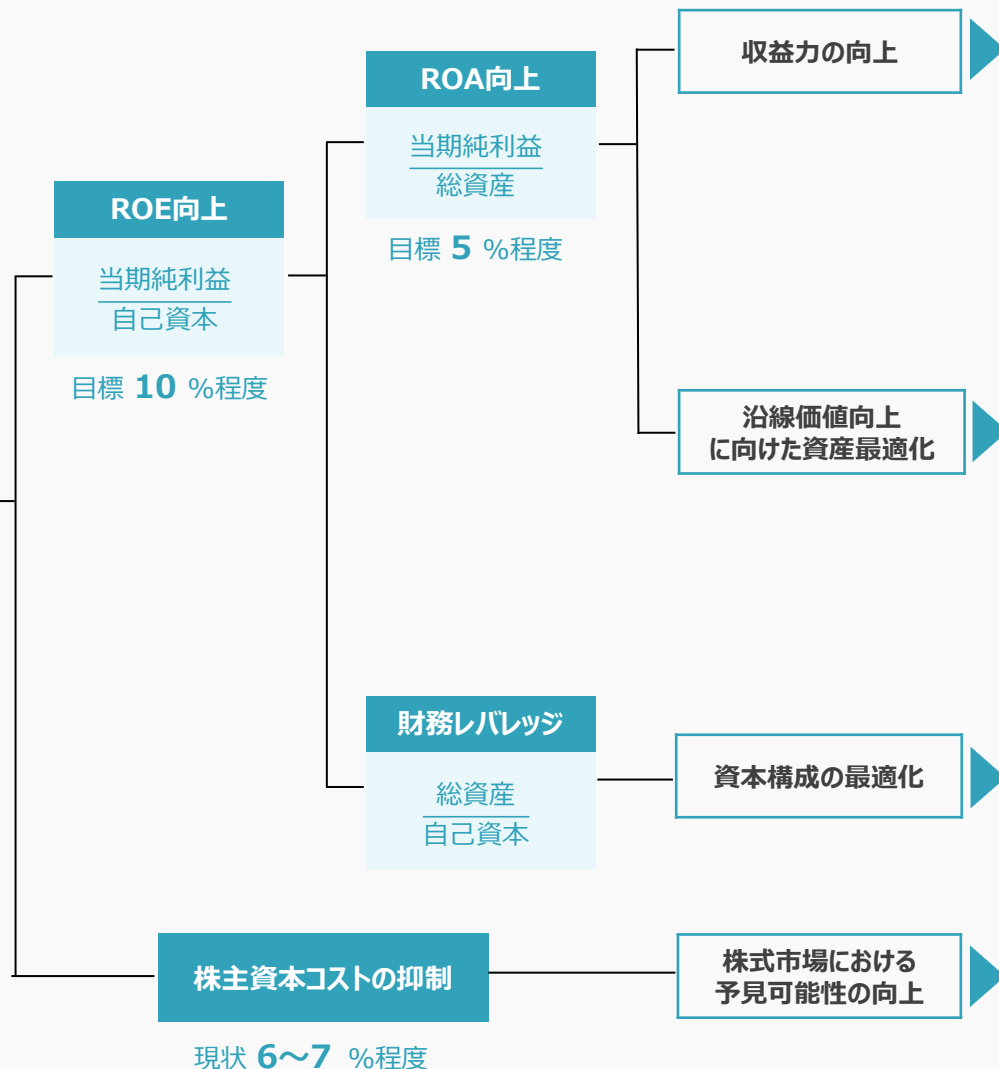 収益力の向上
ROA向上
当期純利益
総資産
目標 5 %程度
ROE向上
当期純利益
自己資本
目標 10 %程度
沿線価値向上
に向けた資産最適化
財務レバレッジ
総資産
自己資本
資本構成の最適化
株主資本コストの抑制
現状 6～7 %程度
株式市場における
予見可能性の向上